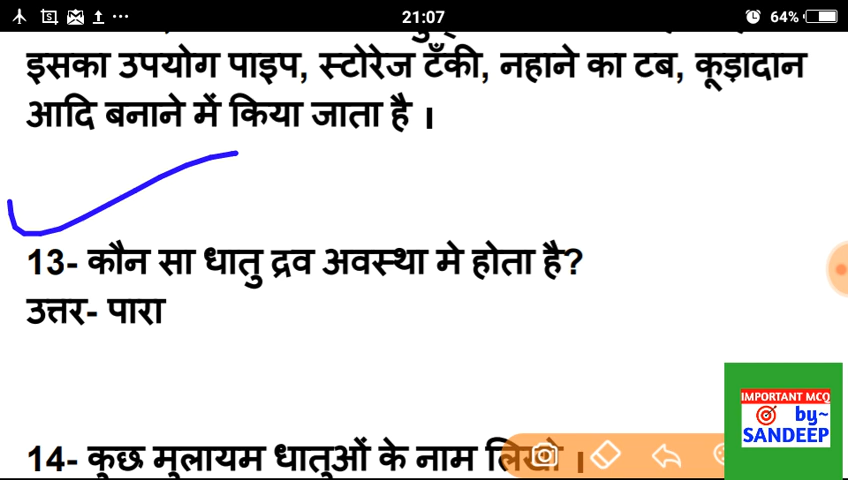 21:07
64%
इसका उपयोग पाइप, स्टोरेज टँकी, नहाने का टब, कूड़ादान
आदि बनाने में किया जाता है ।
13- कौन सा धातु द्रव अवस्था मे होता है?
उत्तर- पारा
14- कुछ मुलायम धातुओं के नाम लिखो ।
IMPORTANT MCQ
by~
SANDEEP